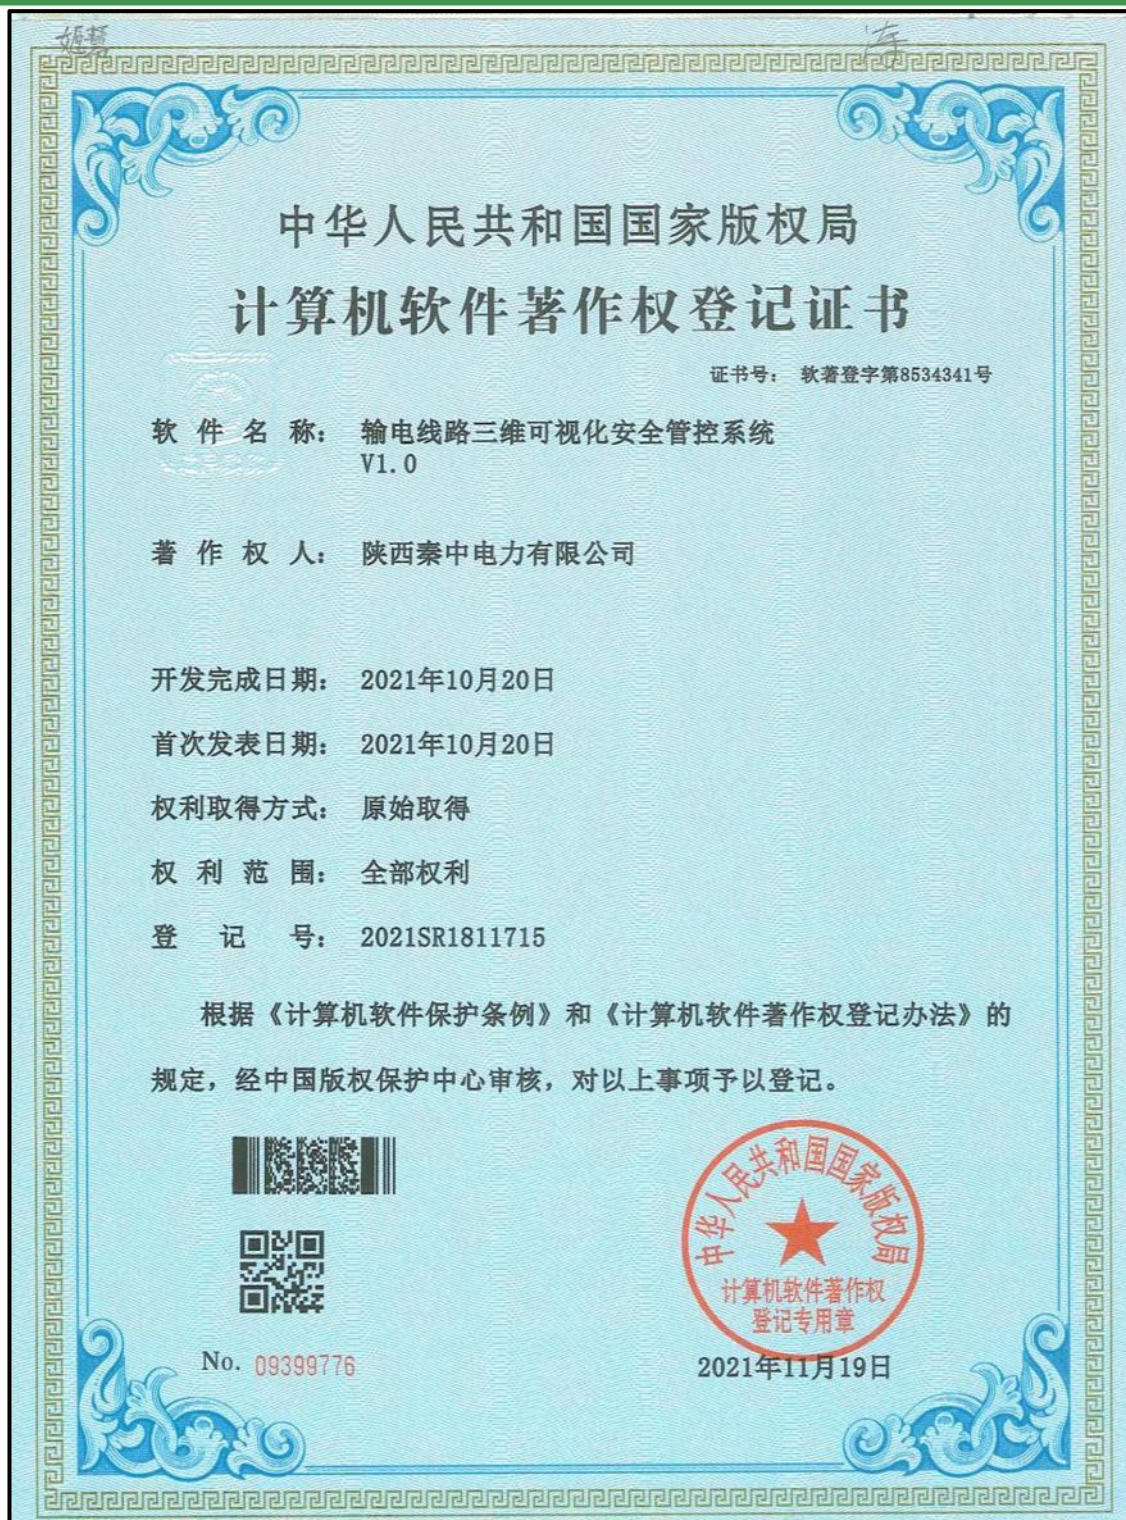 中华人民共和国国家版权局
计算机软件著作权登记证书
证书号： 软著登字第8534341号
软件名称： 输电线路三维可视化安全管控系统
V1.0
著作权人： 陕西秦中电力有限公司
开发完成日期： 2021年10月20日
首次发表日期： 2021年10月20日
权利取得方式： 原始取得
权利范围： 全部权利
登记号： 2021SR1811715
根据《计算机软件保护条例》和《计算机软件著作权登记办法》的
规定，经中国版权保护中心审核，对以上事项予以登记。
中华人民共和国国家版权局
计算机软件著作权
登记专用章
No. 09399776
2021年11月19日